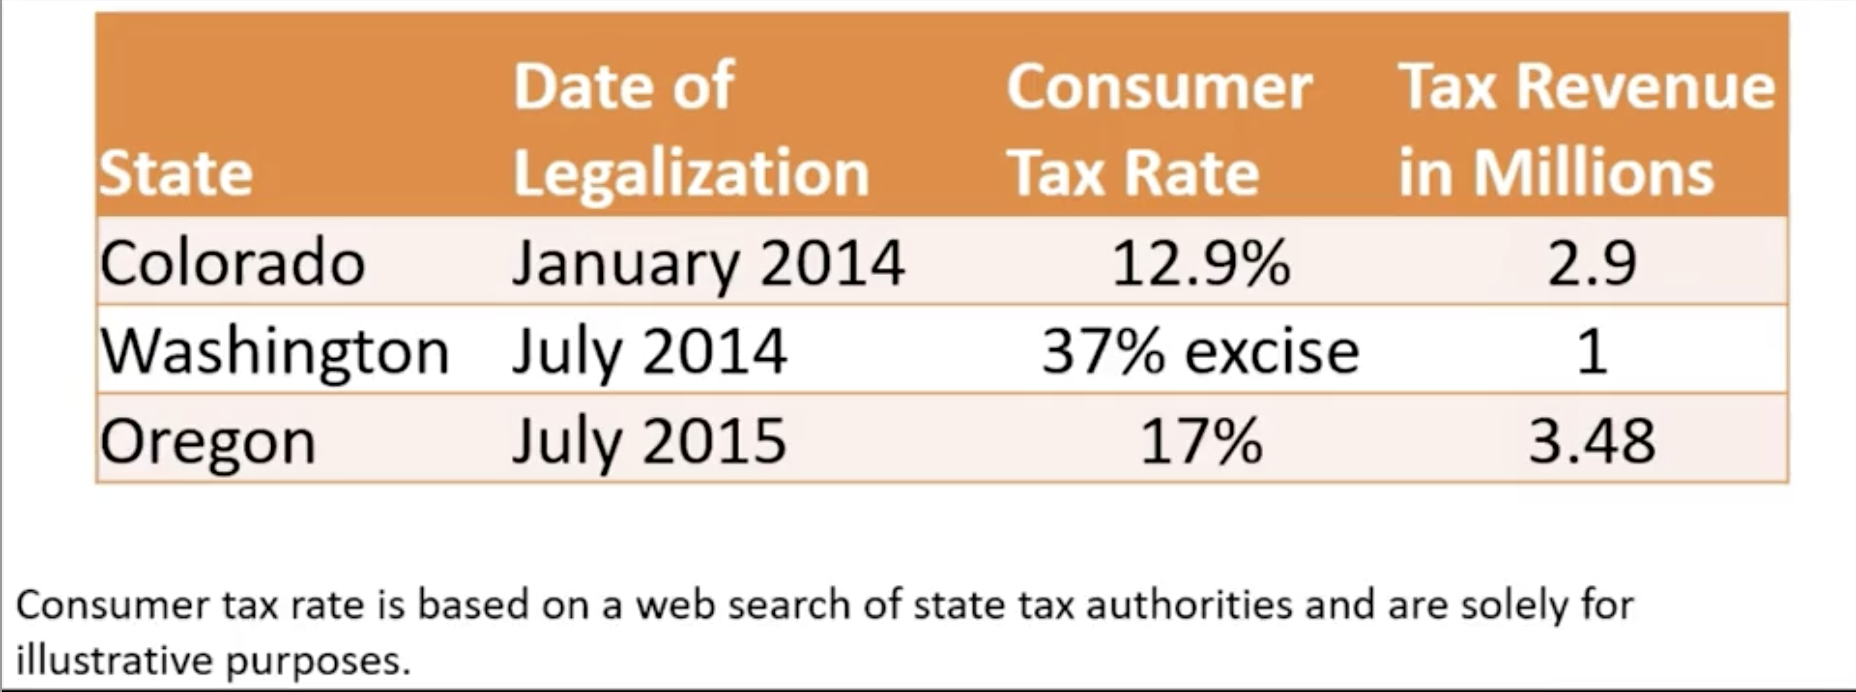 State Date of Legalization Consumer Tax Rate Tax Revenue in Millions
Colorado January 2014 12.9% 2.9
Washington July 2014 37% excise 1
Oregon July 2015 17% 3.48
Consumer tax rate is based on a web search of state tax authorities and are solely for
illustrative purposes.